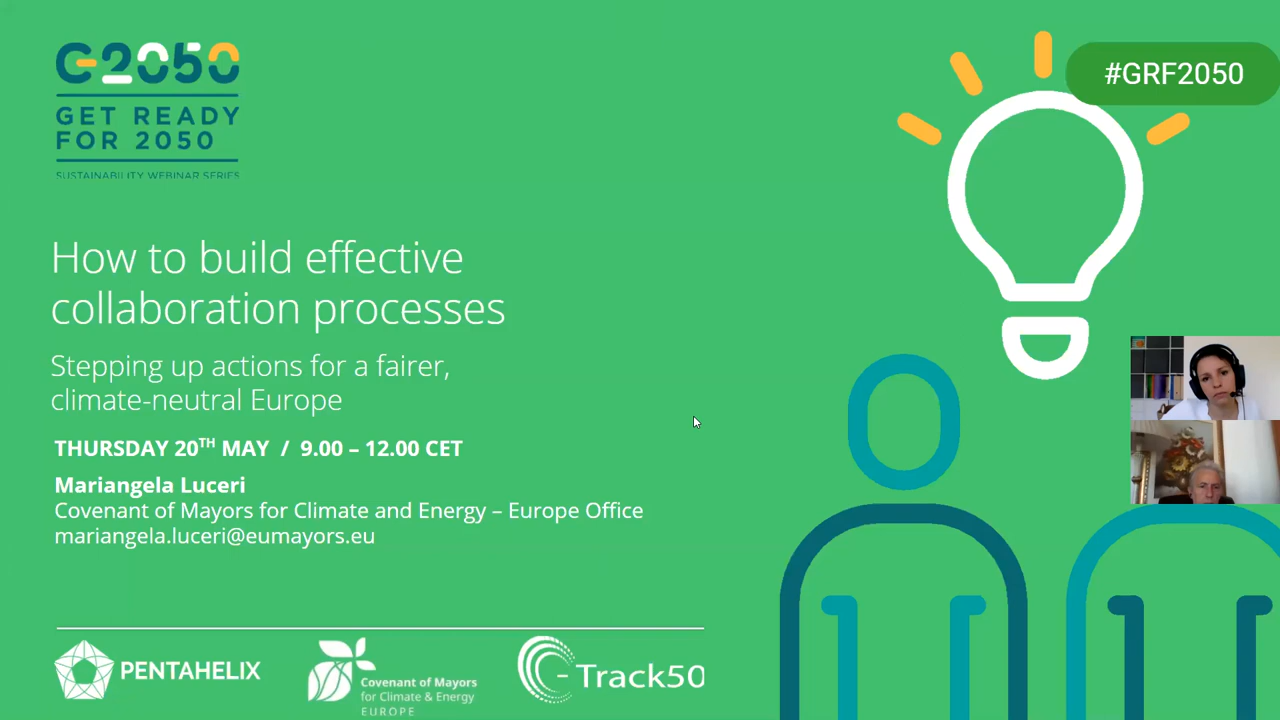 C2050
GET READY
FOR 2050
SUSTAINABILITY WEBINAR SERIES
#GRF2050
How to build effective
collaboration processes
Stepping up actions for a fairer,
climate-neutral Europe
THURSDAY 20TH MAY / 9.00 – 12.00 CET
Mariangela Luceri
Covenant of Mayors for Climate and Energy – Europe Office
mariangela.luceri@eumayors.eu
PENTAHELIX
Covenant of Mayors
for Climate & Energy
EUROPE
C-Track50